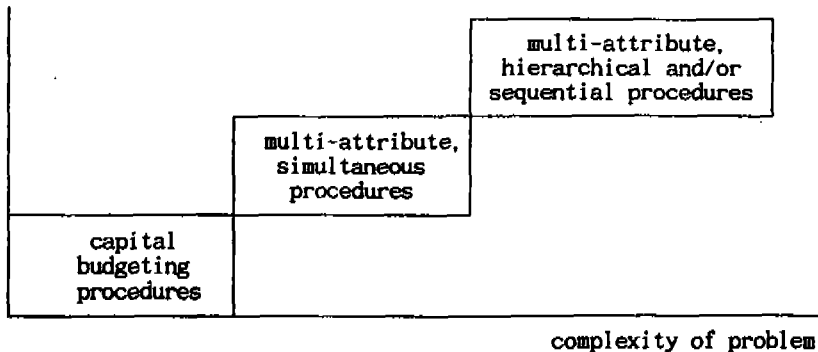 multi-attribute,
hierarchical and/or
sequential procedures
multi-attribute,
simultaneous
procedures
capital
budgeting
procedures
complexity of problem